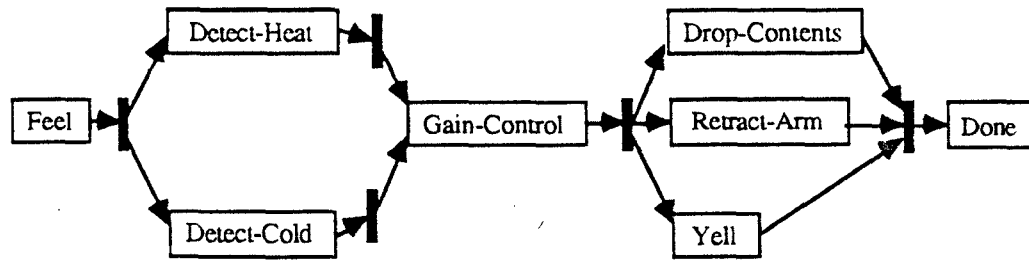 Feel
Detect-Heat
Detect-Cold
Gain-Control
Drop-Contents
Retract-Arm
Yell
Done